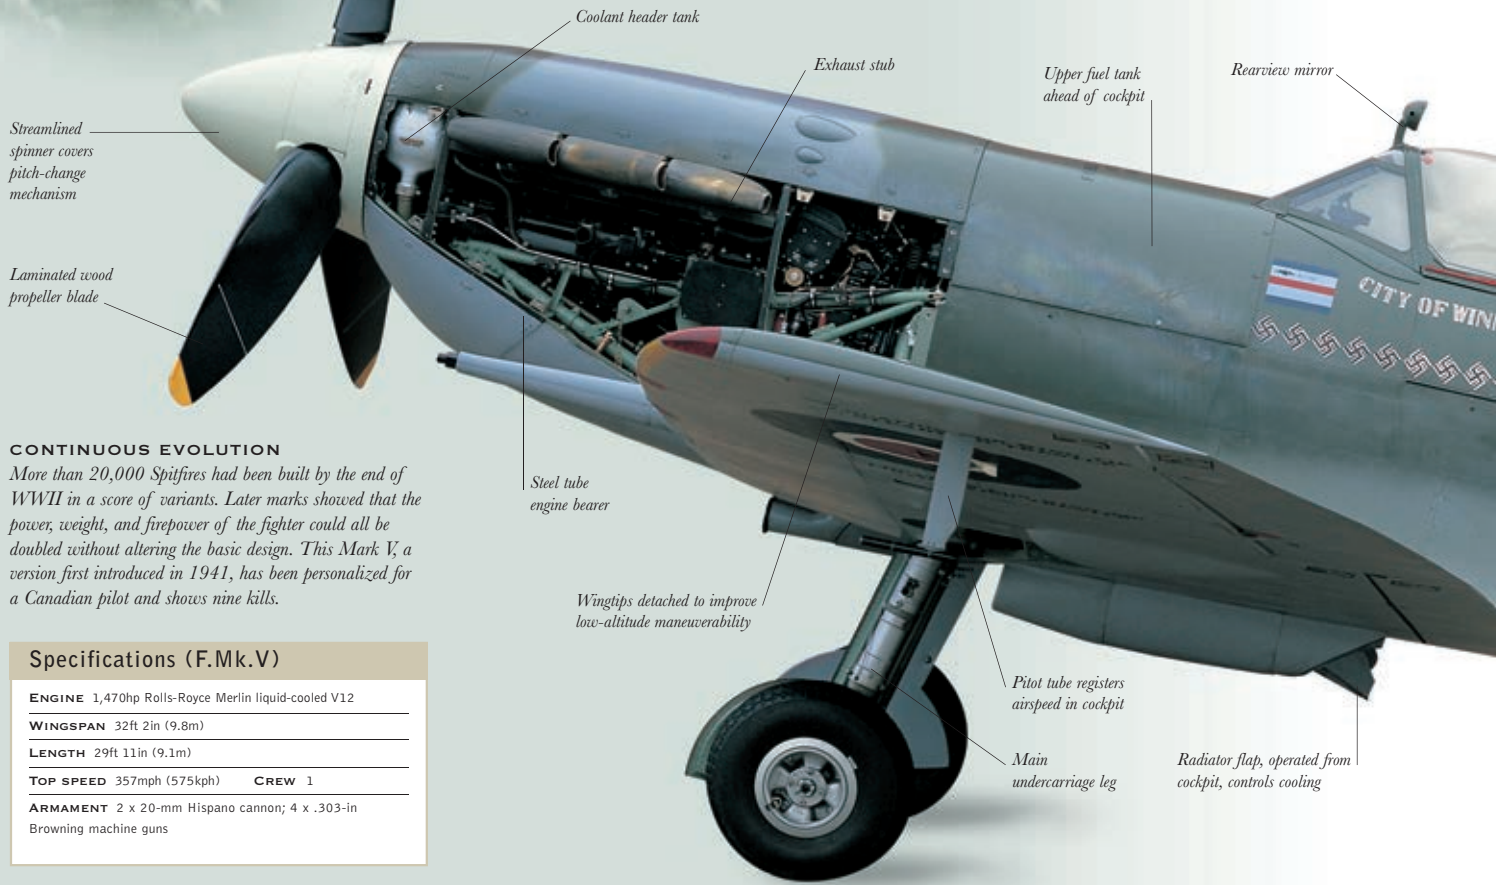 Coolant header tank
Exhaust stub
Upper fuel tank
ahead of cockpit
Rearview mirror
Streamlined
spinner covers
pitch-change
mechanism
Laminated wood
propeller blade
CITY OF WINN
CONTINUOUS EVOLUTION
More than 20,000 Spitfires had been built by the end of
WWII in a score of variants. Later marks showed that the
power, weight, and firepower of the fighter could all be
doubled without altering the basic design. This Mark V, a
version first introduced in 1941, has been personalized for
a Canadian pilot and shows nine kills.
Steel tube
engine bearer
Wingtips detached to improve
low-altitude maneuverability
Pitot tube registers
airspeed in cockpit
Main
undercarriage leg
Radiator flap, operated from
cockpit, controls cooling
Specifications (F.Mk.V)
ENGINE 1,470hp Rolls-Royce Merlin liquid-cooled V12
WINGSPAN 32ft 2in (9.8m)
LENGTH 29ft 11in (9.1m)
TOP SPEED 357mph (575kph) CREW 1
ARMAMENT 2 x 20-mm Hispano cannon; 4 x .303-in
Browning machine guns